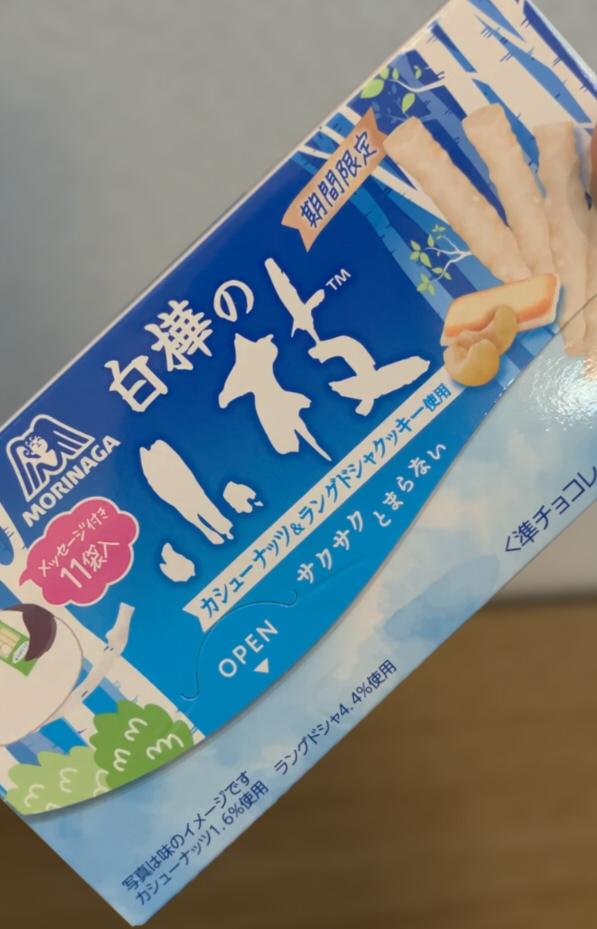 期間限定
白樺の
小枝™
MORINAGA
メッセージ付き
11袋入
カシューナッツ&ラングドシャクッキー使用
サクサク とまらない
<準チョコレ
OPEN
写真は味のイメージです
カシューナッツ1.6%使用 ラングドシャ4.4%使用